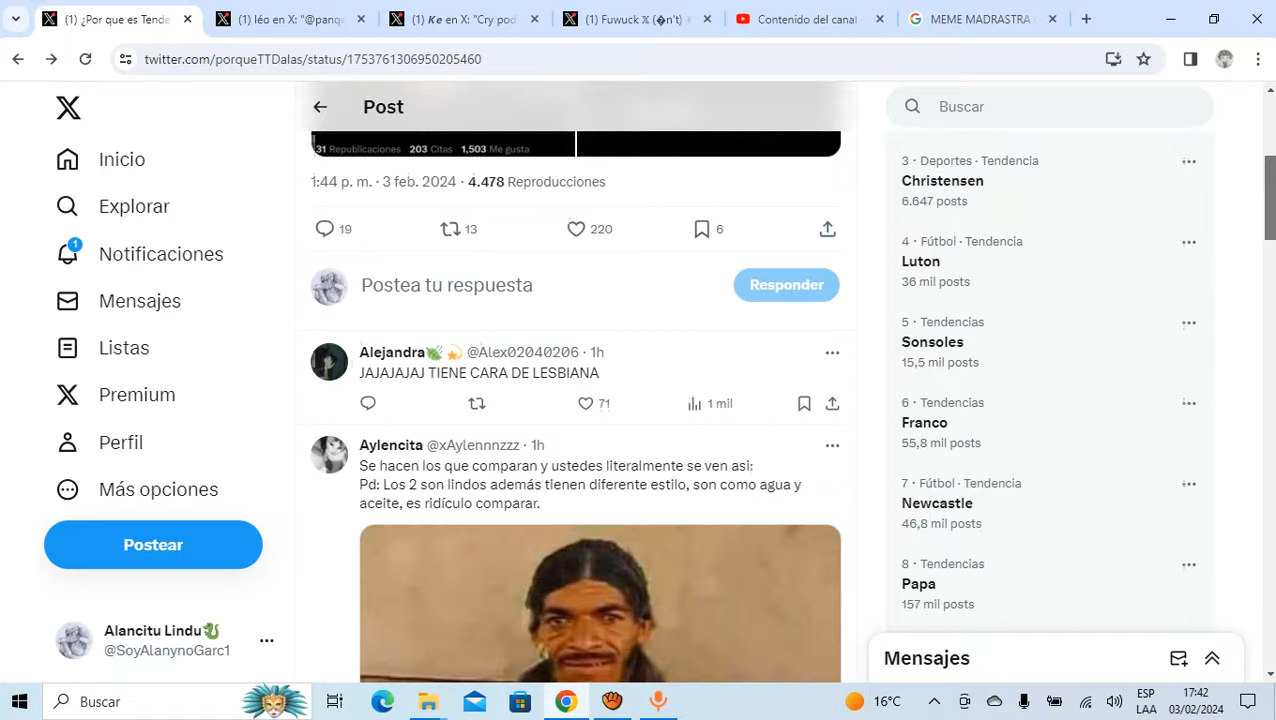 (1) ¿Por que es Tende
(1) léo en X: "@panqe
(1) Ke en X: "Cry pod
(1) Fuwuck 𝕏 (�n't)
Contenido del canal
MEME MADRASTRA
twitter.com/porqueTTDalas/status/1753761306950205460
Inicio
Explorar
1
Notificaciones
Mensajes
Listas
Premium
Perfil
Más opciones
Postear
Alancitu Lindu
@SoyAlanynoGarc1
Post
31 Republicaciones 203 Citas 1,503 Me gusta
1:44 p. m. · 3 feb. 2024 · 4.478 Reproducciones
19 13 220 6
Postea tu respuesta
Responder
Alejandra @Alex02040206 · 1h
JAJAJAJAJ TIENE CARA DE LESBIANA
71 1 mil
Aylencita @xAylennnzzz · 1h
Se hacen los que comparan y ustedes literalmente se ven asi:
Pd: Los 2 son lindos además tienen diferente estilo, son como agua y
aceite, es ridículo comparar.
Buscar
3 · Deportes · Tendencia
Christensen
6.647 posts
4 · Fútbol · Tendencia
Luton
36 mil posts
5 · Tendencias
Sonsoles
15,5 mil posts
6 · Tendencias
Franco
55,8 mil posts
7 · Fútbol · Tendencia
Newcastle
46,8 mil posts
8 · Tendencias
Papa
157 mil posts
Mensajes
Buscar
16°C
ESP
LAA
17:42
03/02/2024